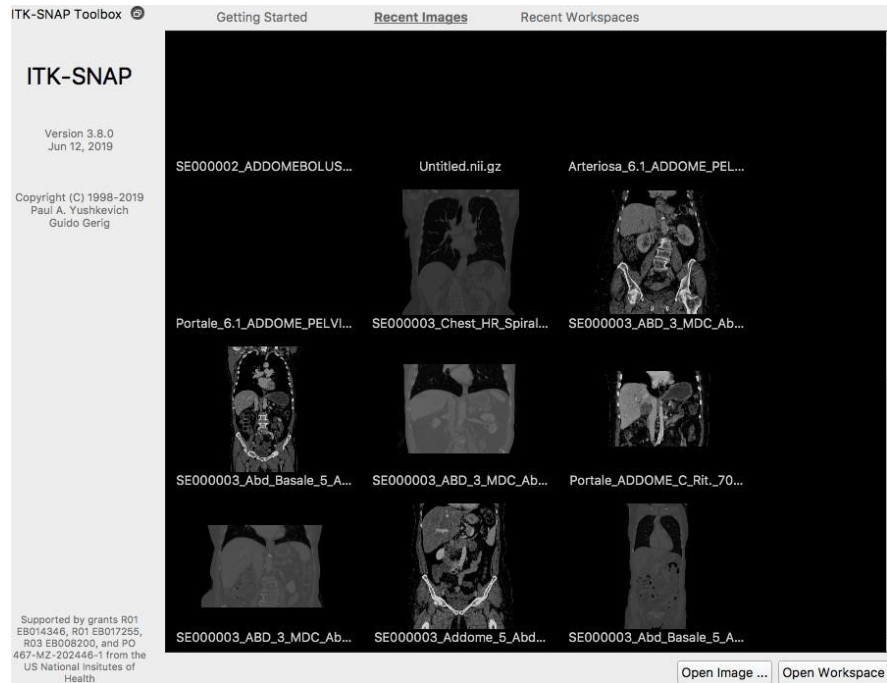 ITK-SNAP Toolbox
Getting Started Recent Images Recent Workspaces
ITK-SNAP
Version 3.8.0
Jun 12, 2019
Copyright (C) 1998-2019
Paul A. Yushkevich
Guido Gerig
SE000002_ADDOMEBOLUS... Untitled.nii.gz Arteriosa_6.1_ADDOME_PEL...
Portale_6.1_ADDOME_PELVI... SE000003_Chest_HR_Spiral... SE000003_ABD_3_MDC_Ab...
SE000003_Abd_Basale_5_A... SE000003_ABD_3_MDC_Ab... Portale_ADDOME_C_Rit._70...
SE000003_ABD_3_MDC_Ab... SE000003_Addome_5_Abd... SE000003_Abd_Basale_5_A...
Supported by grants R01
EB014346, R01 EB017255,
R03 EB008200, and PO
467-MZ-202446-1 from the
US National Insitutes of
Health
Open Image ... Open Workspace